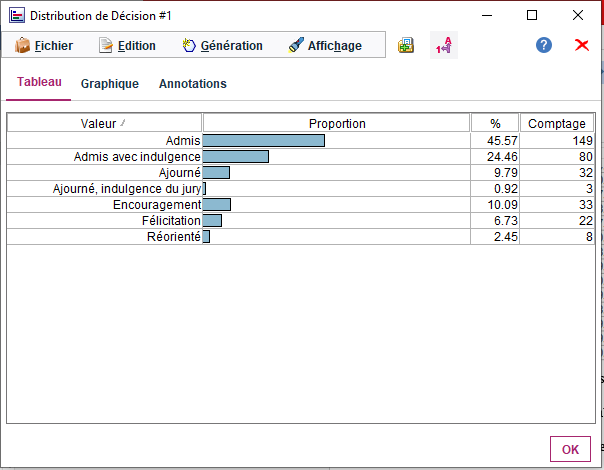 Distribution de Décision #1
Fichier Edition Génération Affichage
Tableau Graphique Annotations
Valeur Proportion % Comptage
Admis 45.57 149
Admis avec indulgence 24.46 80
Ajourné 9.79 32
Ajourné, indulgence du jury 0.92 3
Encouragement 10.09 33
Félicitation 6.73 22
Réorienté 2.45 8
OK